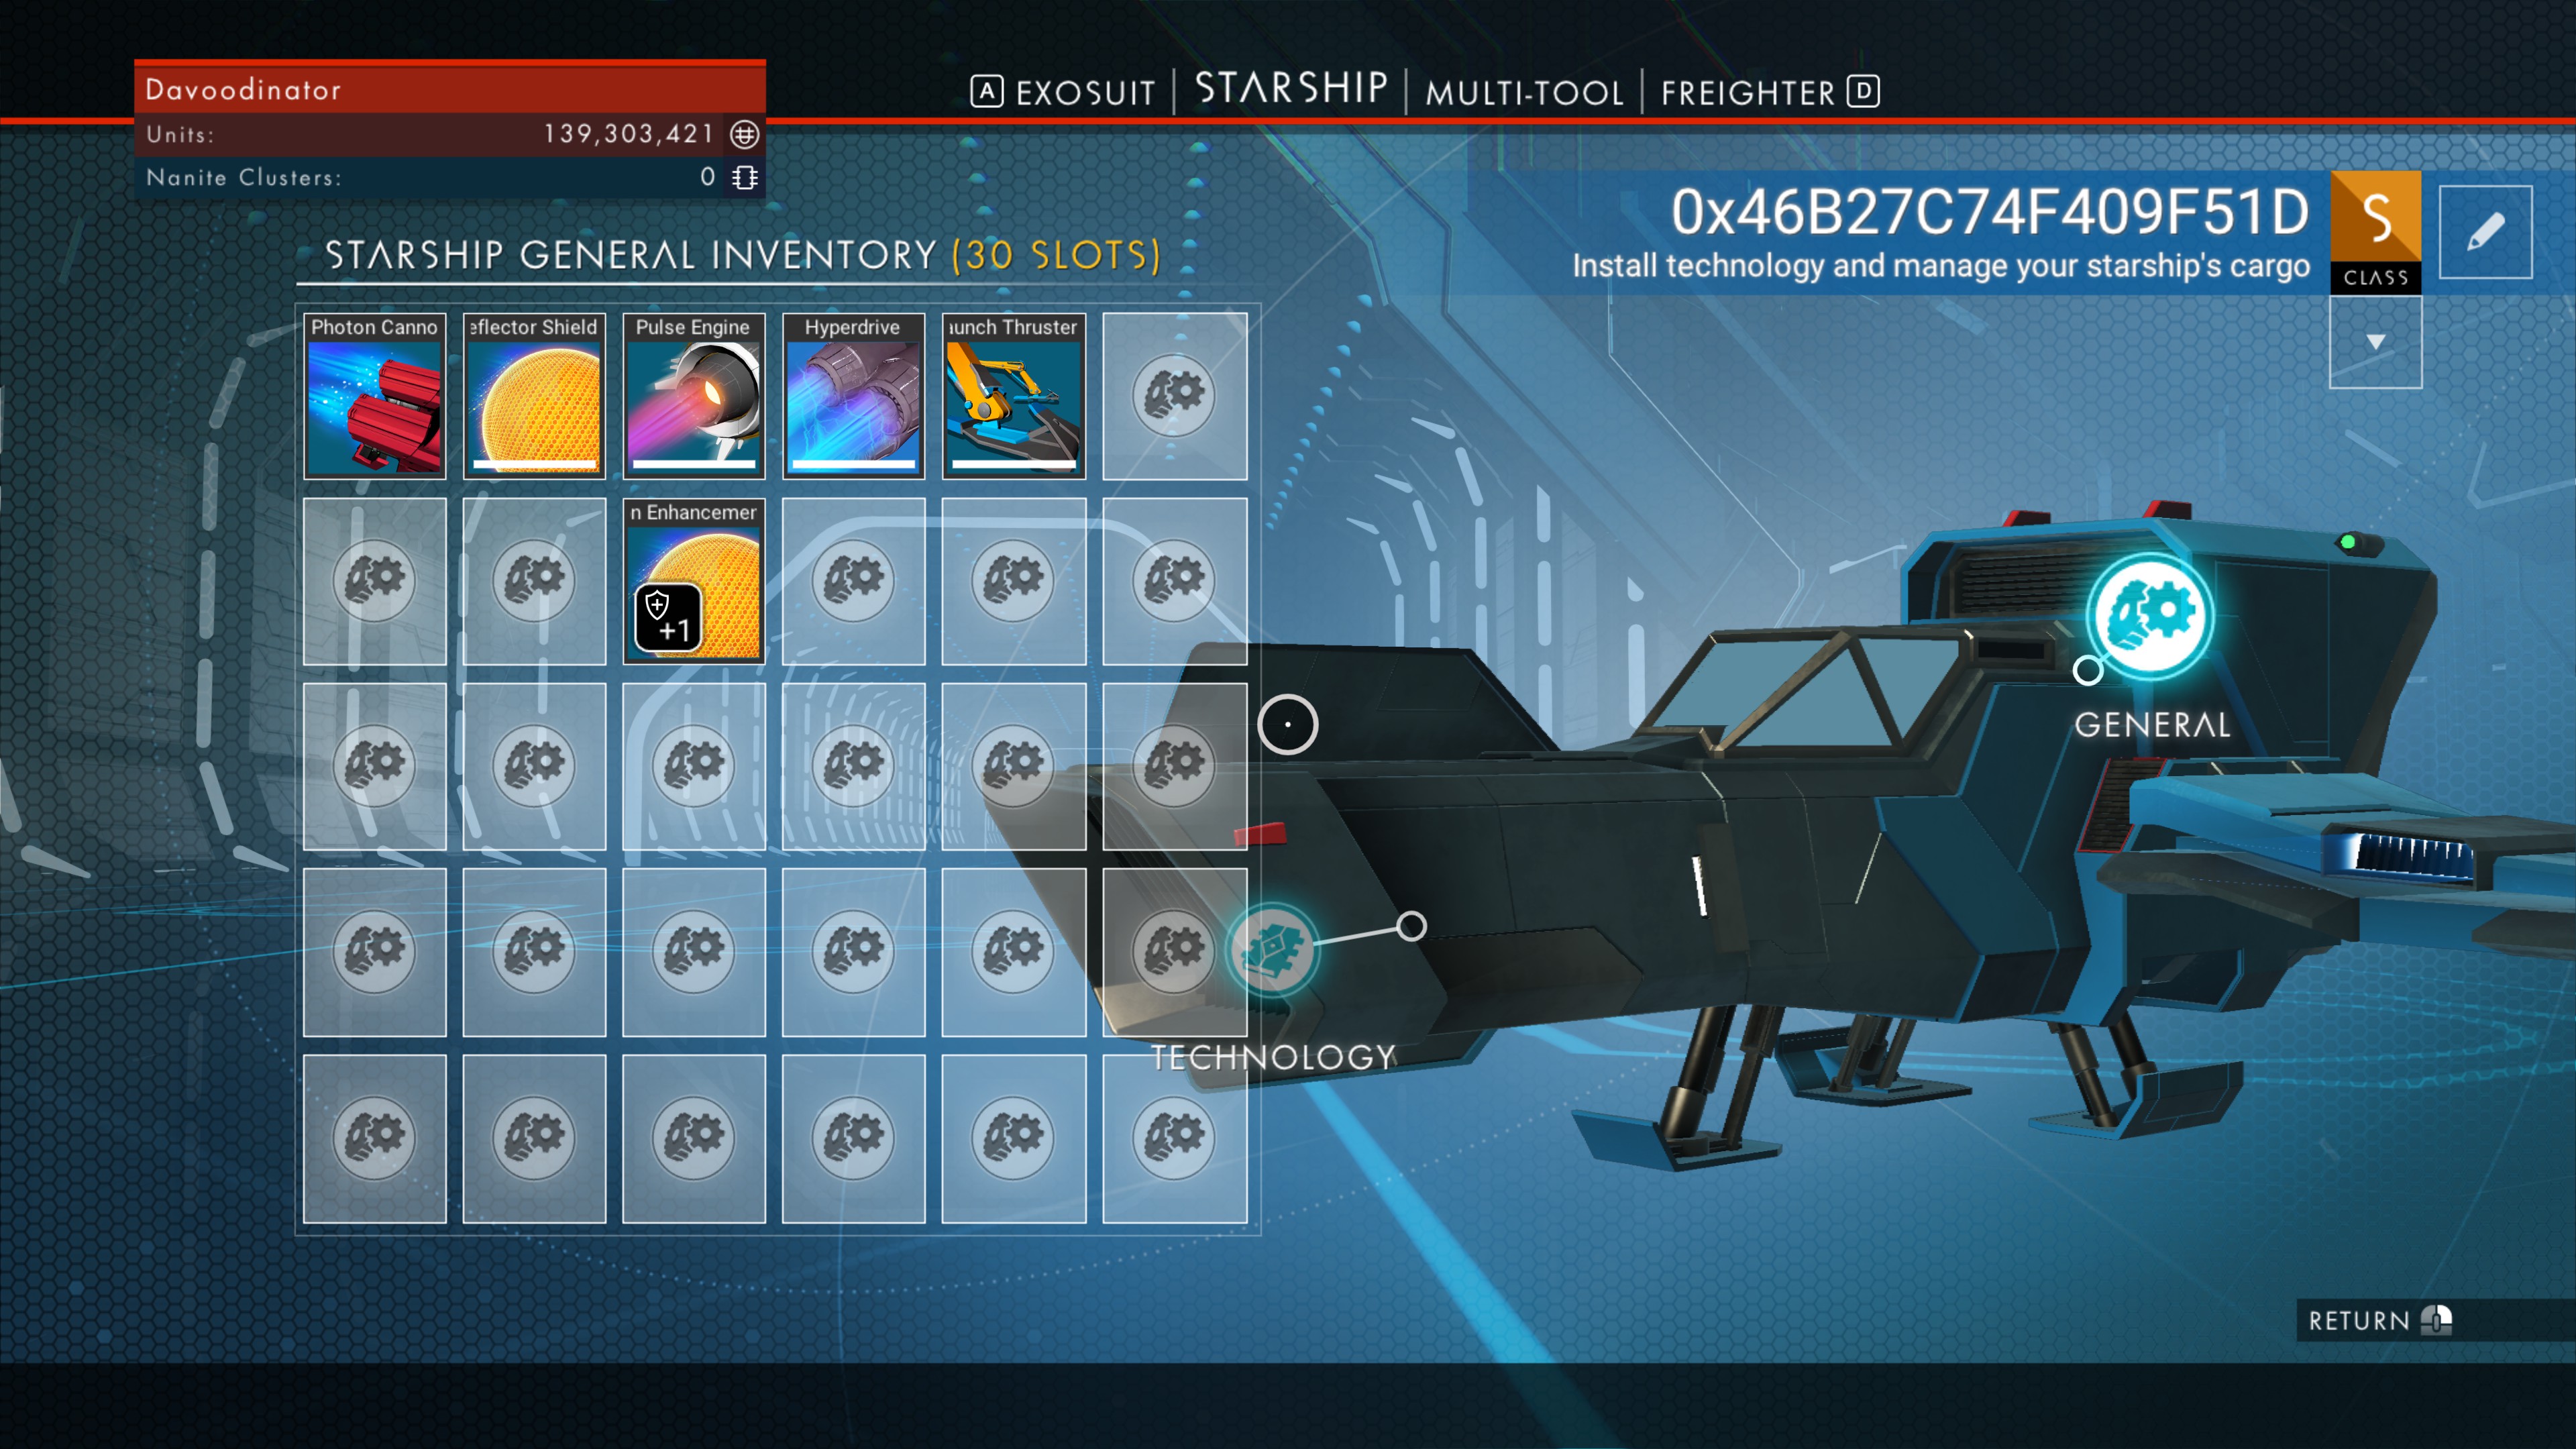 Davoodinator
Units: 139,303,421
Nanite Clusters: 0
A EXOSUIT STARSHIP MULTI-TOOL FREIGHTER D
0x46B27C74F409F51D
Install technology and manage your starship's cargo
S
CLASS
STARSHIP GENERAL INVENTORY (30 SLOTS)
Photon Canno
eflector Shield
Pulse Engine
Hyperdrive
aunch Thruster
n Enhancemer
+1
GENERAL
TECHNOLOGY
RETURN